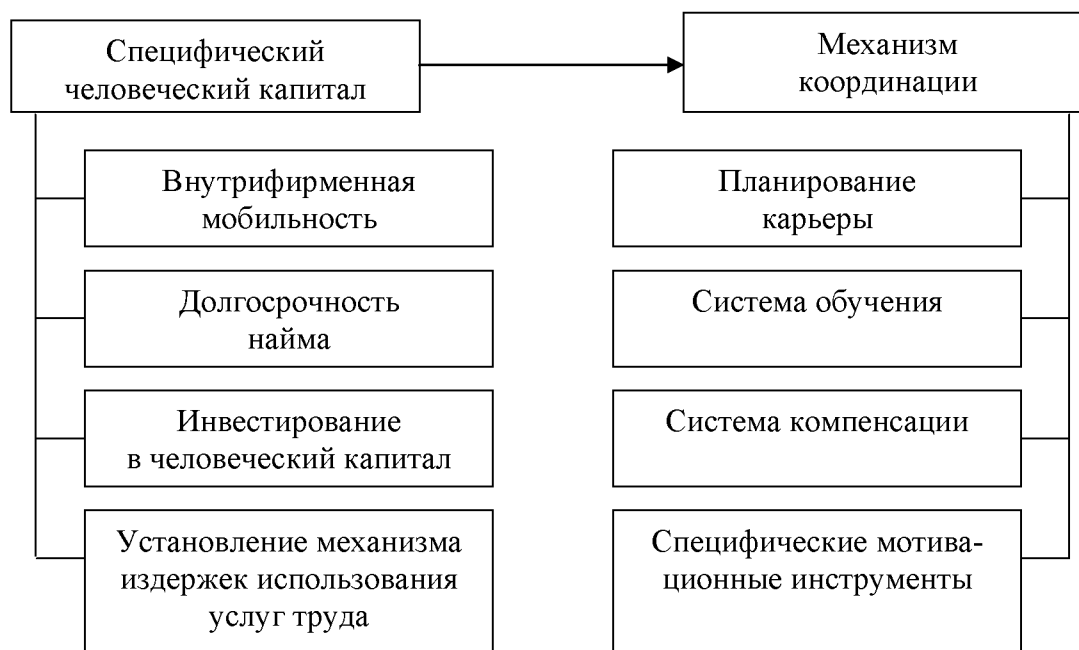 Специфический
человеческий капитал
Механизм
координации
Внутрифирменная
мобильность
Планирование
карьеры
Долгосрочность
найма
Система обучения
Инвестирование
в человеческий капитал
Система компенсации
Установление механизма
издержек использования
услуг труда
Специфические мотива-
ционные инструменты